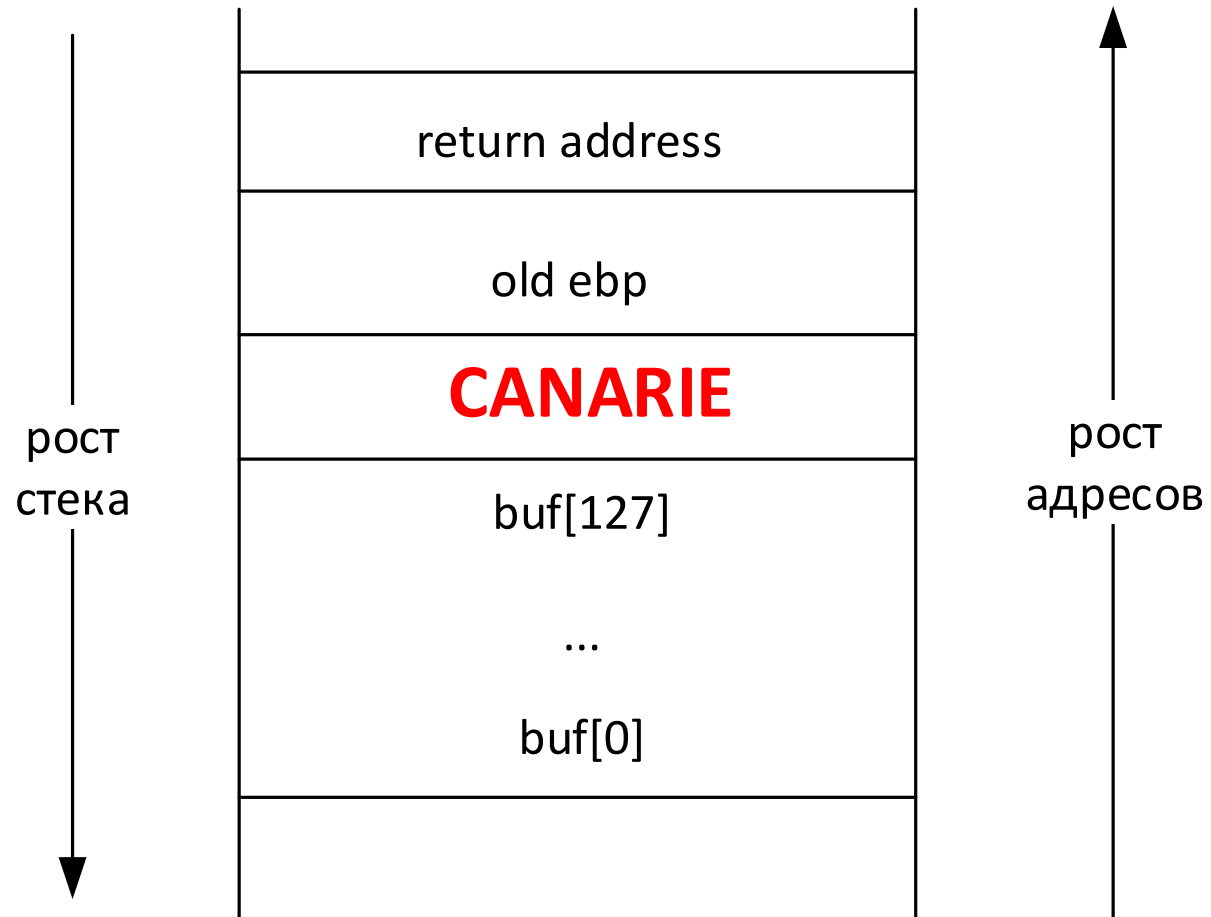 return address
old ebp
CANARIE
рост
стека
рост
адресов
buf[127]
...
buf[0]